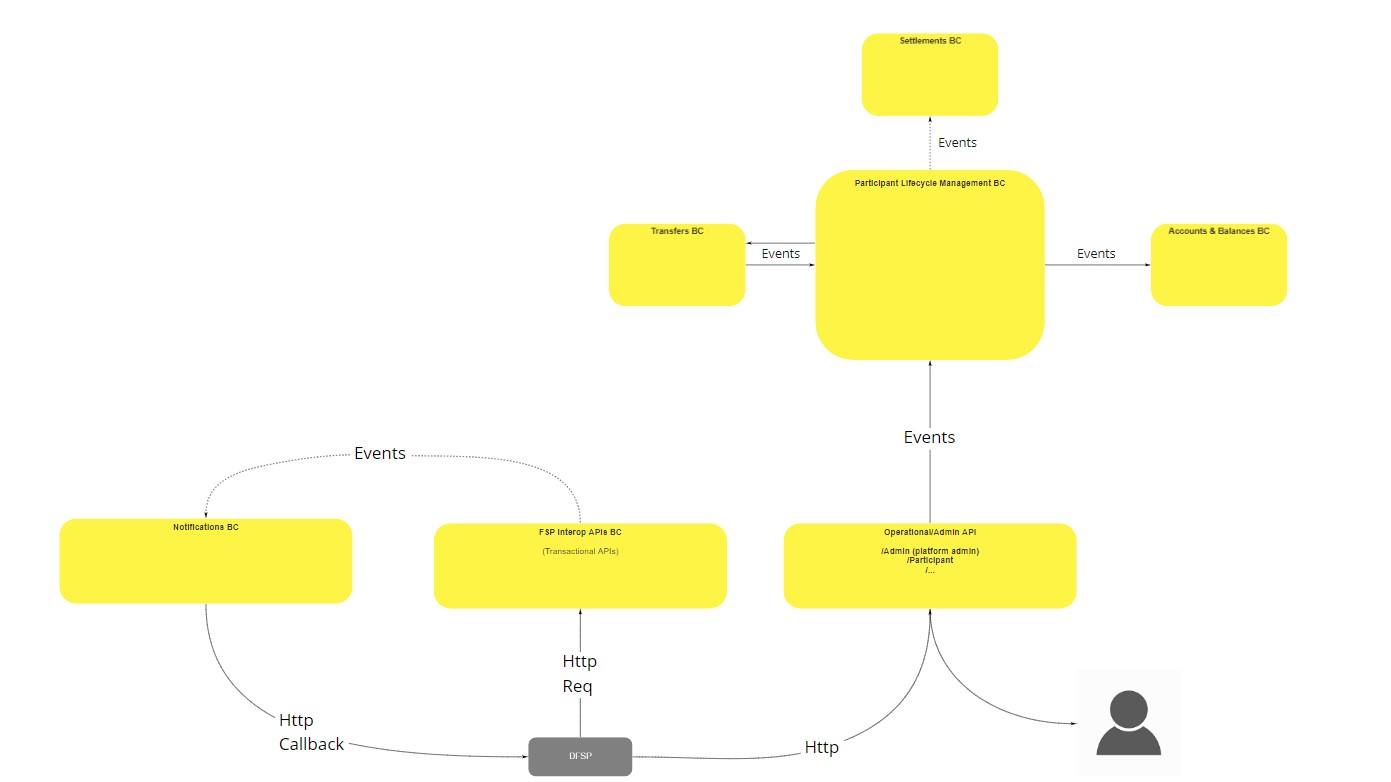 Settlements BC
Events
Participant Lifecycle Management BC
Transfers BC
Events
Events
Accounts & Balances BC
Events
Events
Notifications BC
FSP Interop APIs BC
(Transactional APIs)
Operational/Admin API
/Admin (platform admin)
/Participant
/...
Http
Req
Http
Callback
DFSP
Http